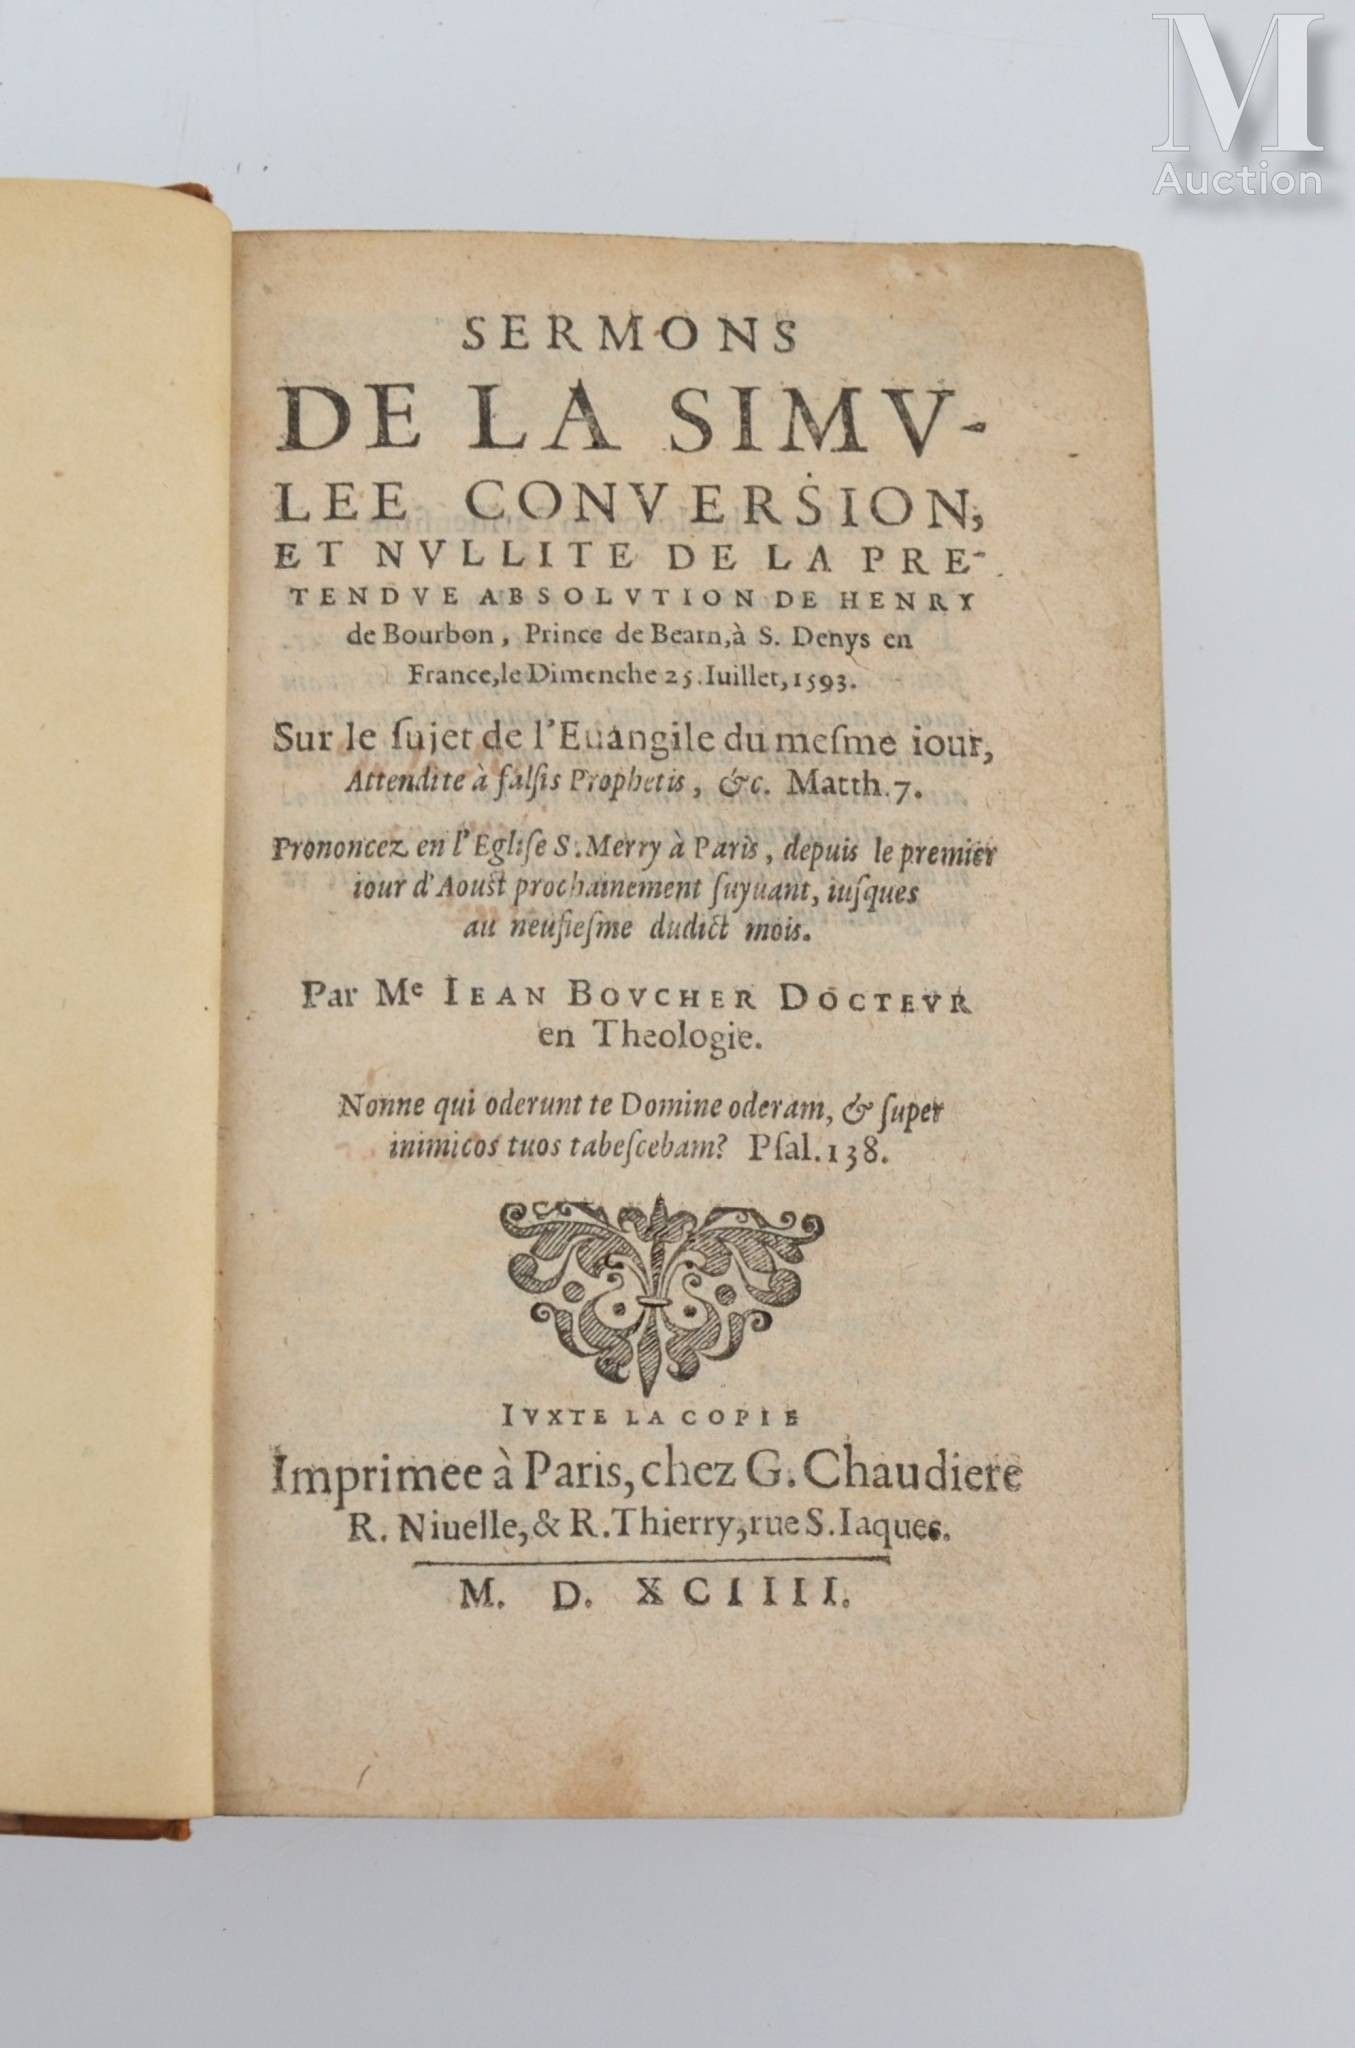 M
Auction
SERMONS
DE LA SIMV-
LEE CONVERSION,
ET NVLLITE DE LA PRE-
TENDVE ABSOLVTION DE HENRY
de Bourbon, Prince de Bearn, à S. Denys en
France, le Dimenche 25. Iuillet, 1593.
Sur le ſujet de l'Euangile du meſme iour,
Attendite à falſis Prophetis, &c. Matth. 7.
Prononcez en l'Egliſe S. Merry à Paris, depuis le premier
iour d'Aouſt prochainement ſuyuant, iuſques
au neufieſme dudict mois.
Par Me IEAN BOVCHER DOCTEVR
en Theologie.
Nonne qui oderunt te Domine oderam, & ſuper
inimicos tuos tabeſcebam? Pſal. 138.
IVXTE LA COPIE
Imprimee à Paris, chez G. Chaudiere
R. Niuelle, & R. Thierry, rue S. Iaques.
M. D. XCIIII.